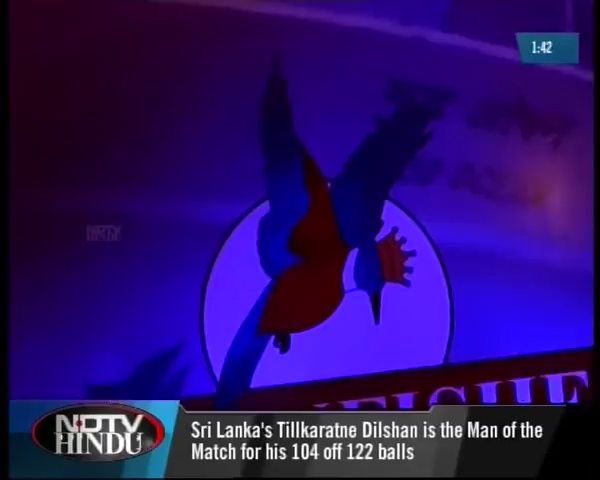 1:42
NDTV
NDTV
HINDU
Sri Lanka's Tillkaratne Dilshan is the Man of the
Match for his 104 off 122 balls